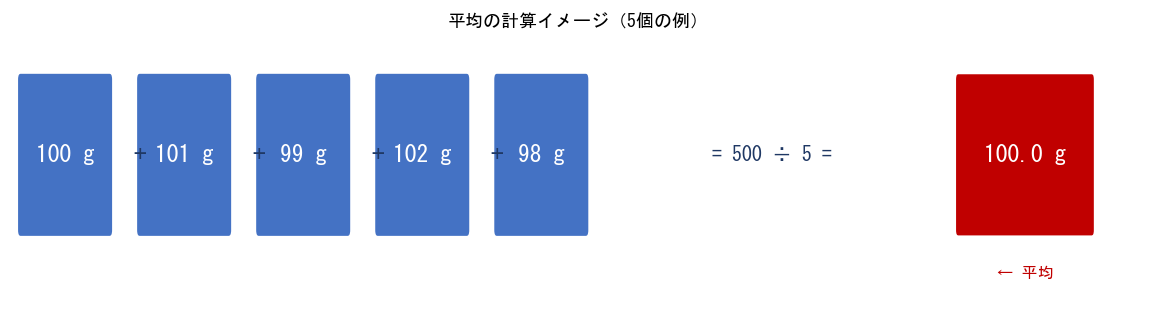 平均の計算イメージ（5個の例）
100 g + 101 g + 99 g + 102 g + 98 g = 500 ÷ 5 = 100.0 g
← 平均